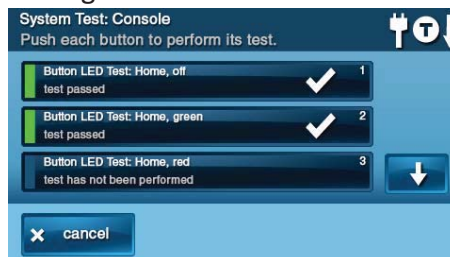 System Test: Console
Push each button to perform its test.
T
Button LED Test: Home, off
test passed
1
Button LED Test: Home, green
test passed
2
Button LED Test: Home, red
test has not been performed
3
cancel